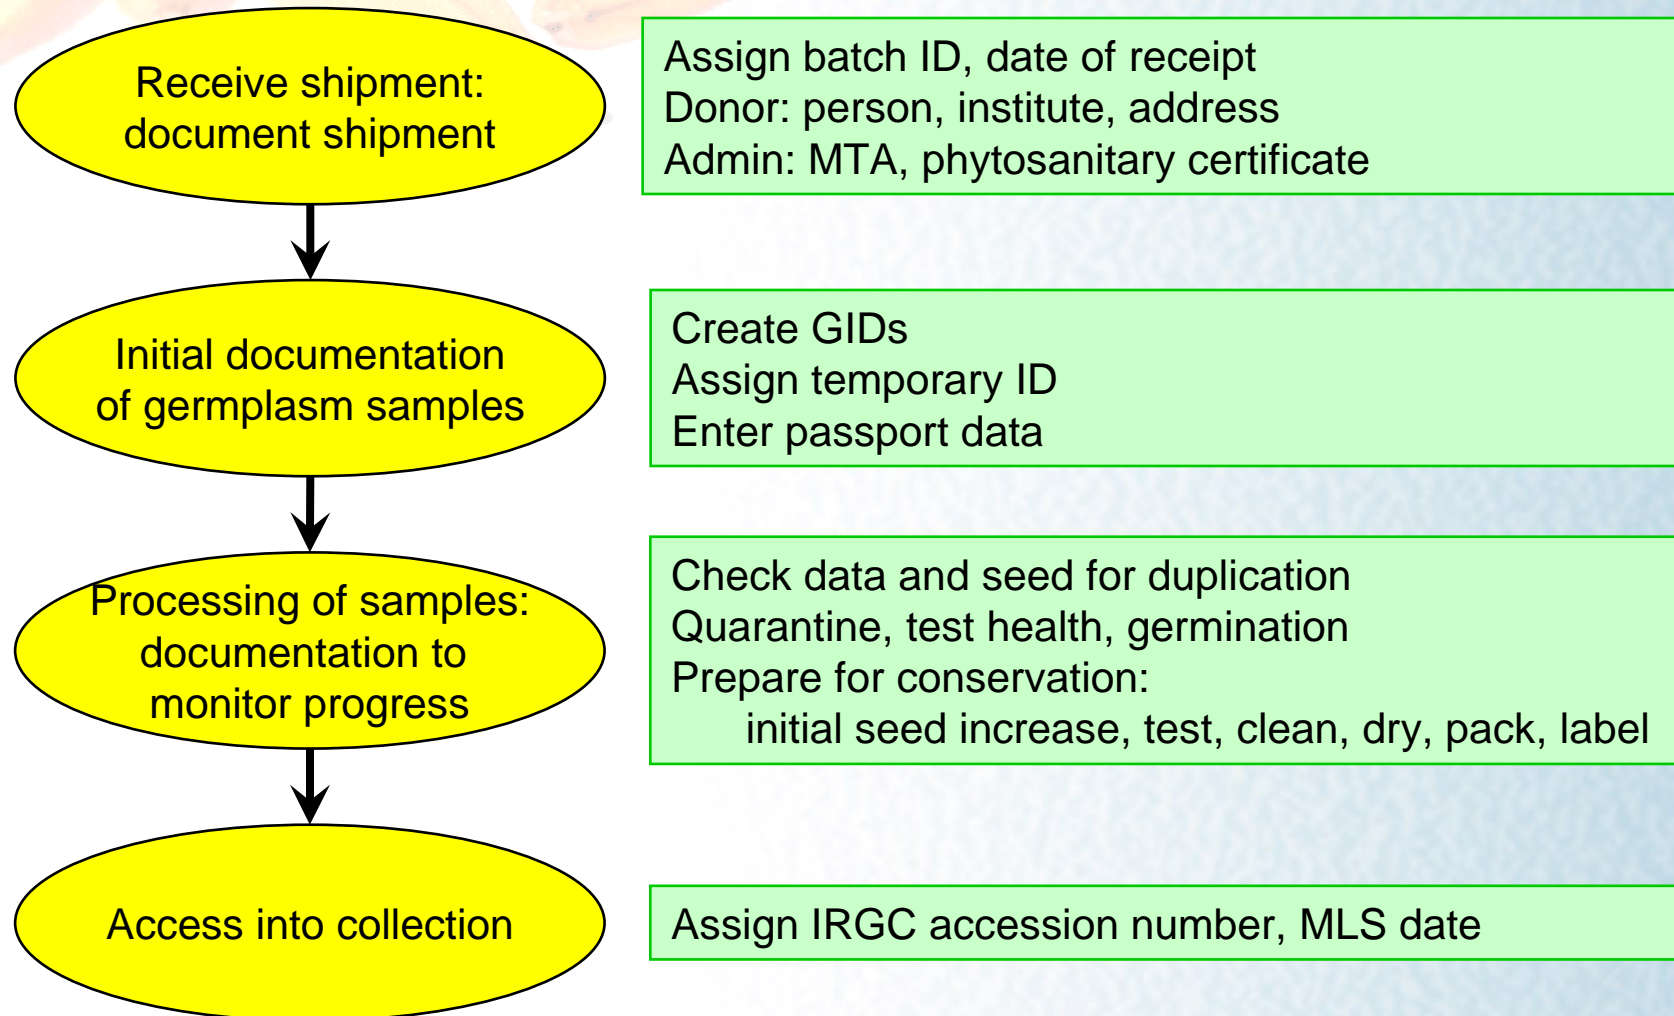 Receive shipment:
document shipment
Assign batch ID, date of receipt
Donor: person, institute, address
Admin: MTA, phytosanitary certificate
Initial documentation
of germplasm samples
Create GIDs
Assign temporary ID
Enter passport data
Processing of samples:
documentation to
monitor progress
Check data and seed for duplication
Quarantine, test health, germination
Prepare for conservation:
initial seed increase, test, clean, dry, pack, label
Access into collection
Assign IRGC accession number, MLS date